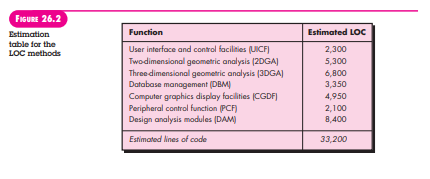 FIGURE 26.2
Estimation
table for the
LOC methods
Function Estimated LOC
User interface and control facilities (UICF) 2,300
Two-dimensional geometric analysis (2DGA) 5,300
Three-dimensional geometric analysis (3DGA) 6,800
Database management (DBM) 3,350
Computer graphics display facilities (CGDF) 4,950
Peripheral control function (PCF) 2,100
Design analysis modules (DAM) 8,400
Estimated lines of code 33,200